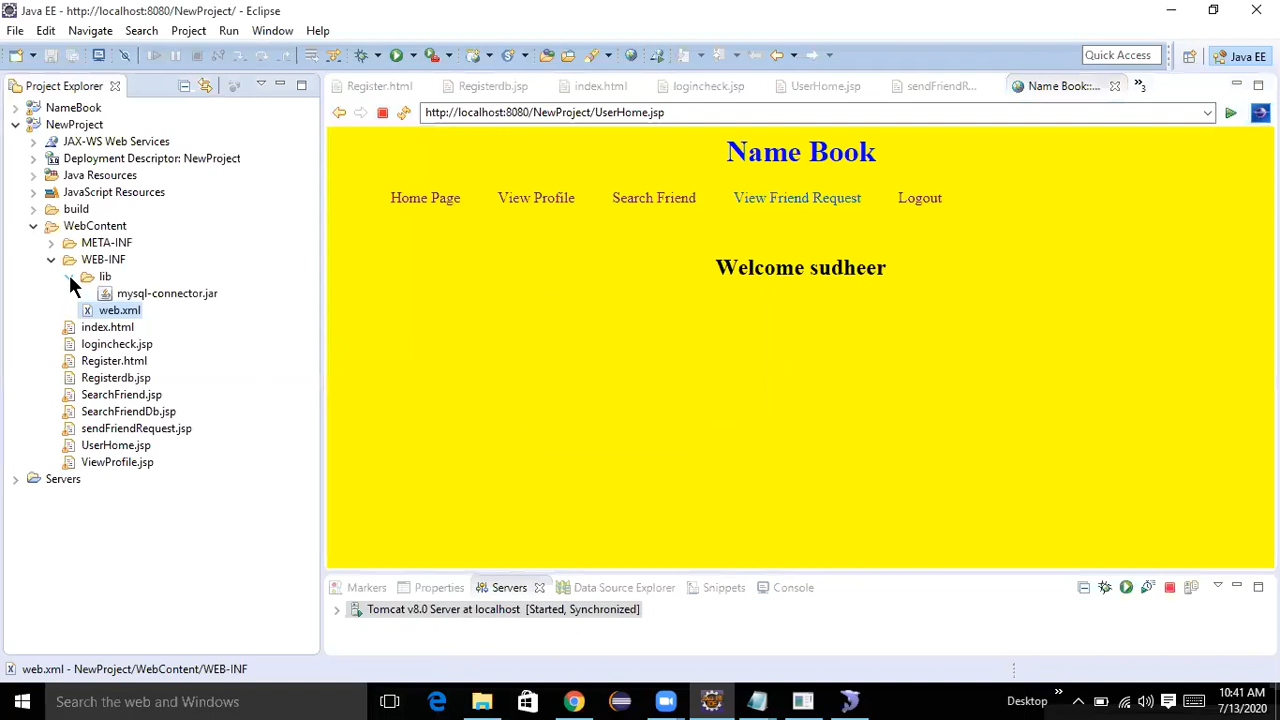 Java EE - http://localhost:8080/NewProject/ - Eclipse
File Edit Navigate Search Project Run Window Help
Quick Access Java EE
Project Explorer
NameBook
NewProject
JAX-WS Web Services
Deployment Descriptor: NewProject
Java Resources
JavaScript Resources
build
WebContent
META-INF
WEB-INF
lib
mysql-connector.jar
web.xml
index.html
logincheck.jsp
Register.html
Registerdb.jsp
SearchFriend.jsp
SearchFriendDb.jsp
sendFriendRequest.jsp
UserHome.jsp
ViewProfile.jsp
Servers
Register.html Registerdb.jsp index.html logincheck.jsp UserHome.jsp sendFriendR... Name Book::... 3
http://localhost:8080/NewProject/UserHome.jsp
Name Book
Home Page View Profile Search Friend View Friend Request Logout
Welcome sudheer
Markers Properties Servers Data Source Explorer Snippets Console
Tomcat v8.0 Server at localhost [Started, Synchronized]
web.xml - NewProject/WebContent/WEB-INF
Search the web and Windows
Desktop
10:41 AM
7/13/2020